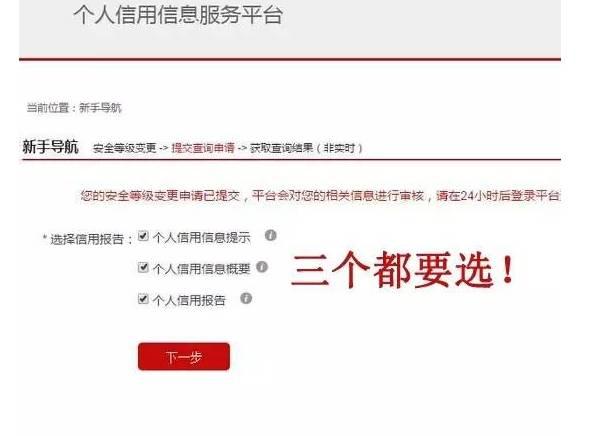 个人信用信息服务平台
当前位置：新手导航
新手导航 安全等级变更 -> 提交查询申请 -> 获取查询结果（非实时）
您的安全等级变更申请已提交，平台会对您的相关信息进行审核，请在24小时后登录平台
* 选择信用报告： 个人信用信息提示
个人信用信息概要
三个都要选！
个人信用报告
下一步